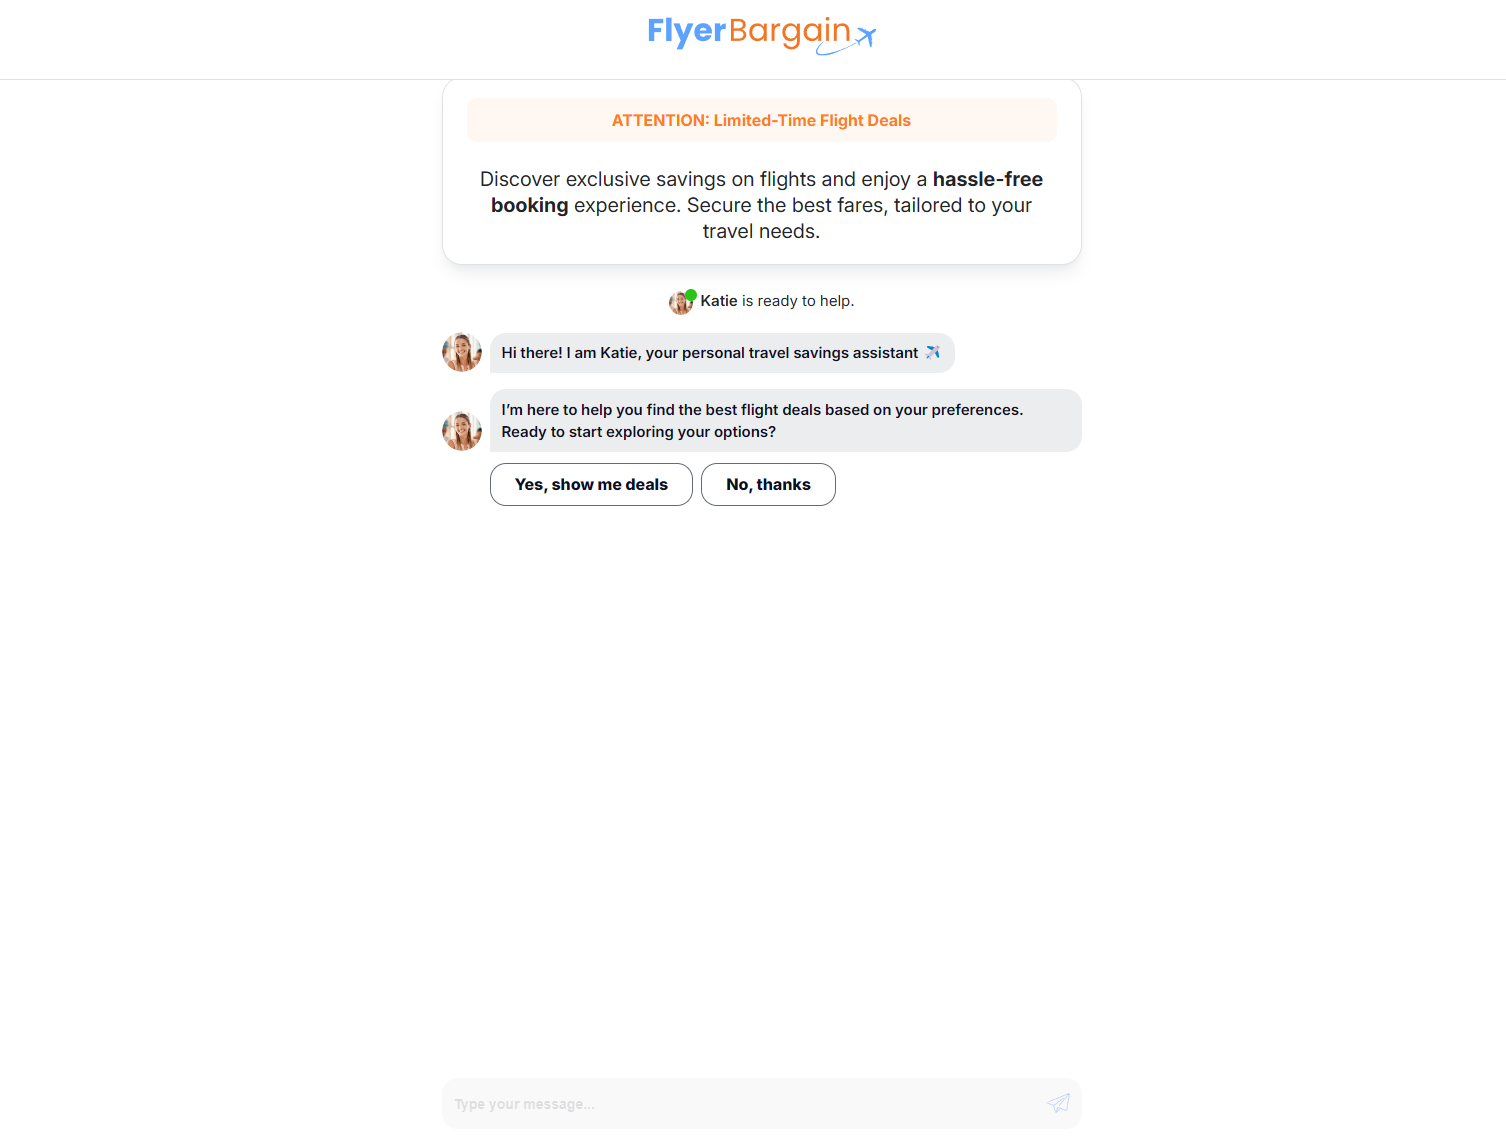 FlyerBargain
ATTENTION: Limited-Time Flight Deals
Discover exclusive savings on flights and enjoy a hassle-free
booking experience. Secure the best fares, tailored to your
travel needs.
Katie is ready to help.
Hi there! I am Katie, your personal travel savings assistant ✈️
I’m here to help you find the best flight deals based on your preferences.
Ready to start exploring your options?
Yes, show me deals
No, thanks
Type your message...